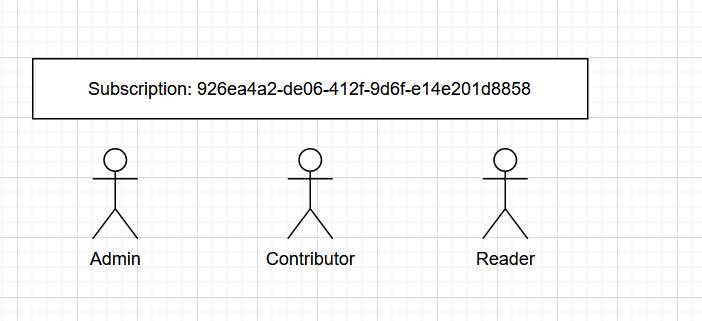 Subscription: 926ea4a2-de06-412f-9d6f-e14e201d8858
Admin
Contributor
Reader